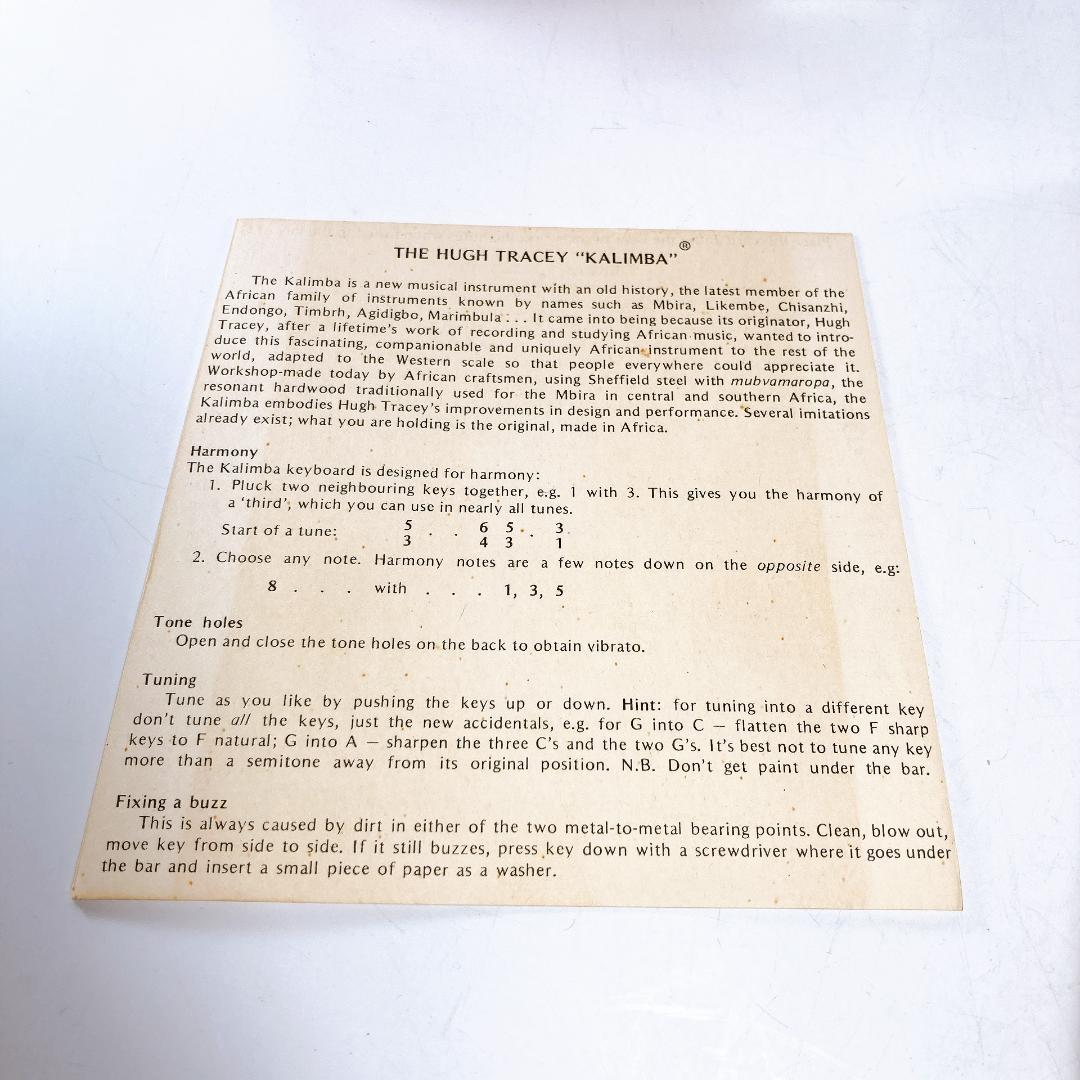 THE HUGH TRACEY “KALIMBA”®
The Kalimba is a new musical instrument with an old history, the latest member of the
African family of instruments known by names such as Mbira, Likembe, Chisanzhi,
Endongo, Timbrh, Agidigbo, Marimbula . . . It came into being because its originator, Hugh
Tracey, after a lifetime’s work of recording and studying African music, wanted to intro-
duce this fascinating, companionable and uniquely African instrument to the rest of the
world, adapted to the Western scale so that people everywhere could appreciate it.
Workshop-made today by African craftsmen, using Sheffield steel with mubvamaropa, the
resonant hardwood traditionally used for the Mbira in central and southern Africa, the
Kalimba embodies Hugh Tracey’s improvements in design and performance. Several imitations
already exist; what you are holding is the original, made in Africa.
Harmony
The Kalimba keyboard is designed for harmony:
1. Pluck two neighbouring keys together, e.g. 1 with 3. This gives you the harmony of
a ‘third’, which you can use in nearly all tunes.
Start of a tune: 5 . . 6 5 . 3
3 4 3 1
2. Choose any note. Harmony notes are a few notes down on the opposite side, e.g:
8 . . . with . . . 1, 3, 5
Tone holes
Open and close the tone holes on the back to obtain vibrato.
Tuning
Tune as you like by pushing the keys up or down. Hint: for tuning into a different key
don’t tune all the keys, just the new accidentals, e.g. for G into C — flatten the two F sharp
keys to F natural; G into A — sharpen the three C’s and the two G’s. It’s best not to tune any key
more than a semitone away from its original position. N.B. Don’t get paint under the bar.
Fixing a buzz
This is always caused by dirt in either of the two metal-to-metal bearing points. Clean, blow out,
move key from side to side. If it still buzzes, press key down with a screwdriver where it goes under
the bar and insert a small piece of paper as a washer.